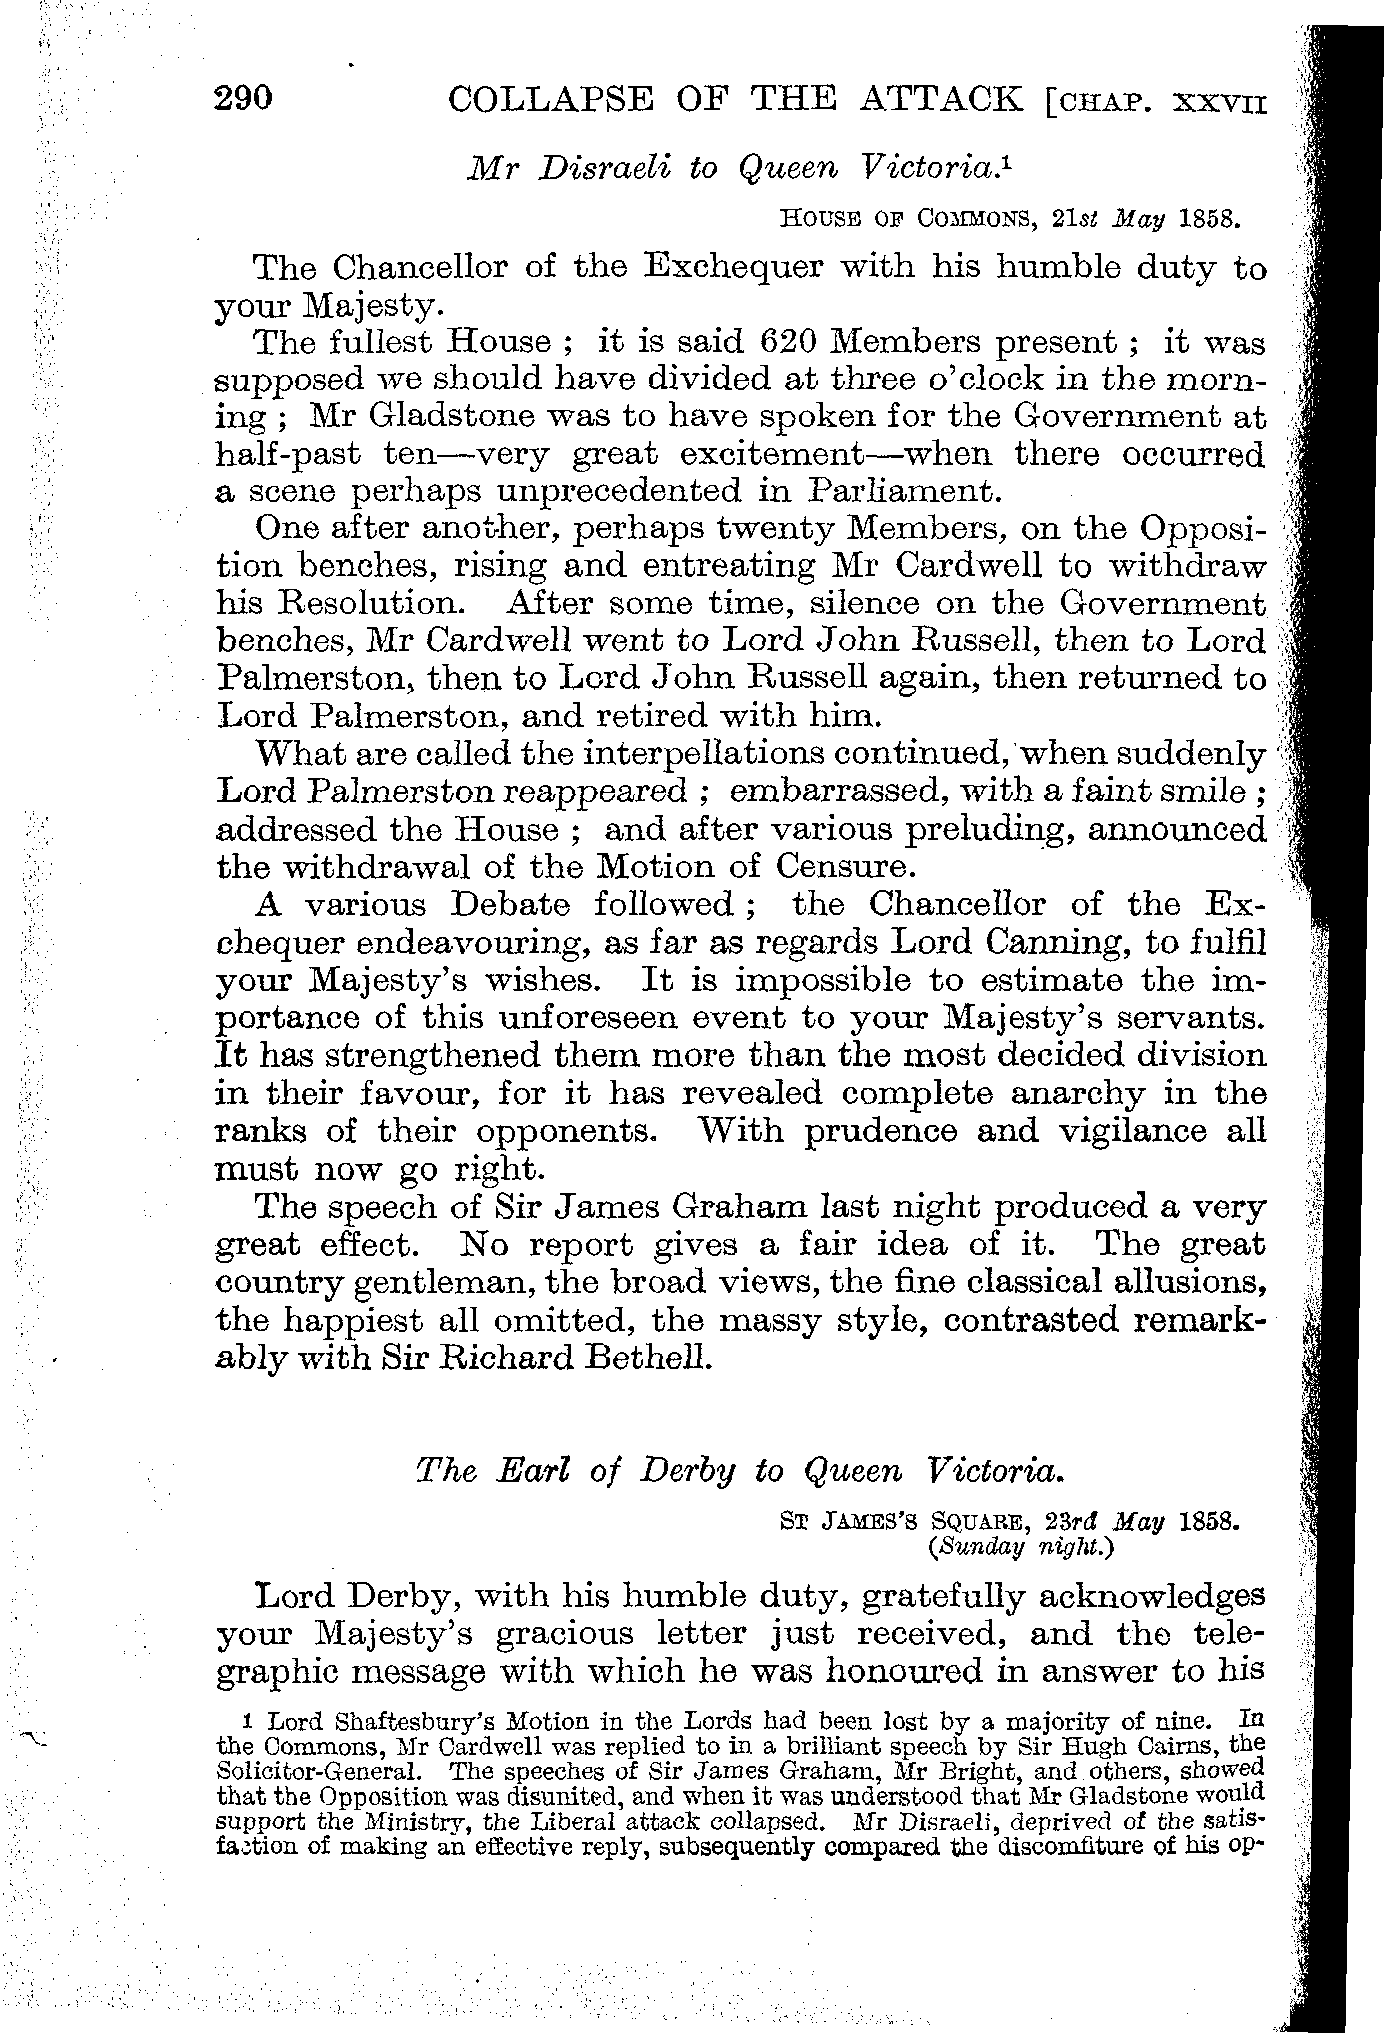 290 COLLAPSE OF THE ATTACK [CHAP. XXVII
Mr Disraeli to Queen Victoria.¹
HOUSE OF COMMONS, 21st May 1858.
The Chancellor of the Exchequer with his humble duty to
your Majesty.
The fullest House ; it is said 620 Members present ; it was
supposed we should have divided at three o'clock in the morn-
ing ; Mr Gladstone was to have spoken for the Government at
half-past ten—very great excitement—when there occurred
a scene perhaps unprecedented in Parliament.
One after another, perhaps twenty Members, on the Opposi-
tion benches, rising and entreating Mr Cardwell to withdraw
his Resolution. After some time, silence on the Government
benches, Mr Cardwell went to Lord John Russell, then to Lord
Palmerston, then to Lord John Russell again, then returned to
Lord Palmerston, and retired with him.
What are called the interpellations continued, when suddenly
Lord Palmerston reappeared ; embarrassed, with a faint smile ;
addressed the House ; and after various preluding, announced
the withdrawal of the Motion of Censure.
A various Debate followed ; the Chancellor of the Ex-
chequer endeavouring, as far as regards Lord Canning, to fulfil
your Majesty's wishes. It is impossible to estimate the im-
portance of this unforeseen event to your Majesty's servants.
It has strengthened them more than the most decided division
in their favour, for it has revealed complete anarchy in the
ranks of their opponents. With prudence and vigilance all
must now go right.
The speech of Sir James Graham last night produced a very
great effect. No report gives a fair idea of it. The great
country gentleman, the broad views, the fine classical allusions,
the happiest all omitted, the massy style, contrasted remark-
ably with Sir Richard Bethell.
The Earl of Derby to Queen Victoria.
ST JAMES'S SQUARE, 23rd May 1858.
(Sunday night.)
Lord Derby, with his humble duty, gratefully acknowledges
your Majesty's gracious letter just received, and the tele-
graphic message with which he was honoured in answer to his
1 Lord Shaftesbury's Motion in the Lords had been lost by a majority of nine. In
the Commons, Mr Cardwell was replied to in a brilliant speech by Sir Hugh Cairns, the
Solicitor-General. The speeches of Sir James Graham, Mr Bright, and others, showed
that the Opposition was disunited, and when it was understood that Mr Gladstone would
support the Ministry, the Liberal attack collapsed. Mr Disraeli, deprived of the satis-
faction of making an effective reply, subsequently compared the discomfiture of his op-